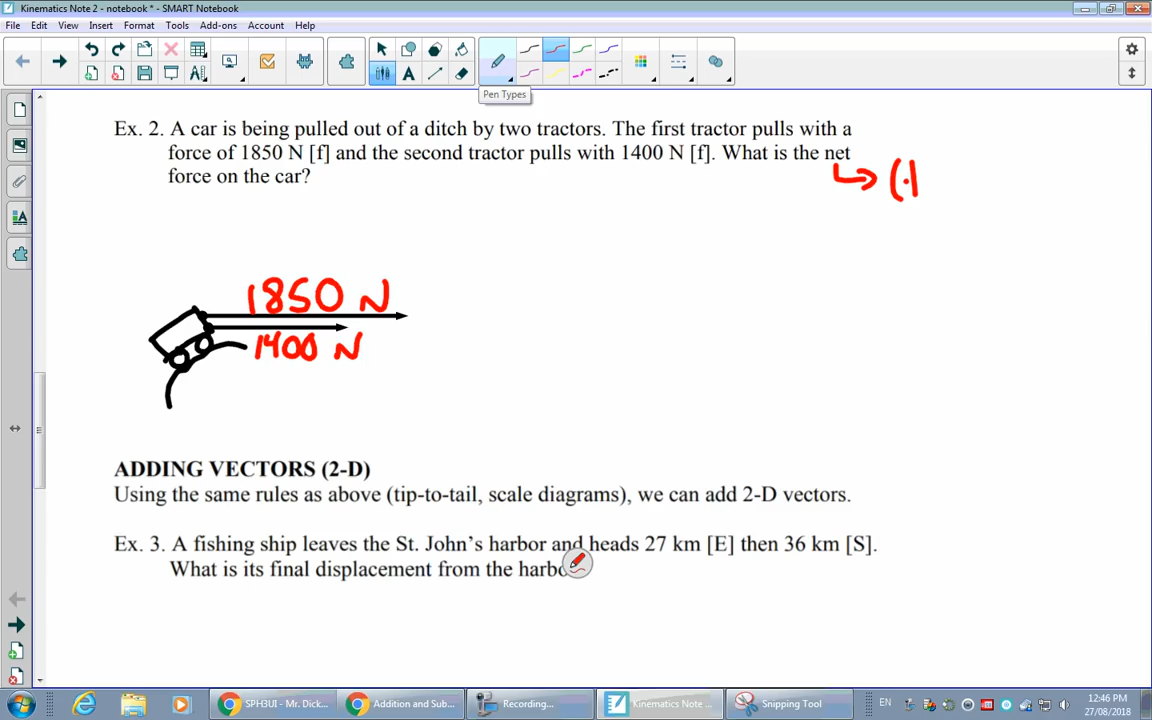 Kinematics Note 2 - notebook * - SMART Notebook
File Edit View Insert Format Tools Add-ons Account Help
Pen Types
Ex. 2. A car is being pulled out of a ditch by two tractors. The first tractor pulls with a
force of 1850 N [f] and the second tractor pulls with 1400 N [f]. What is the net
force on the car?
1850 N
1400 N
ADDING VECTORS (2-D)
Using the same rules as above (tip-to-tail, scale diagrams), we can add 2-D vectors.
Ex. 3. A fishing ship leaves the St. John's harbor and heads 27 km [E] then 36 km [S].
What is its final displacement from the harbo
SPH3UI - Mr. Dick... Addition and Sub... Recording... Kinematics Note ... Snipping Tool EN 12:46 PM
27/08/2018